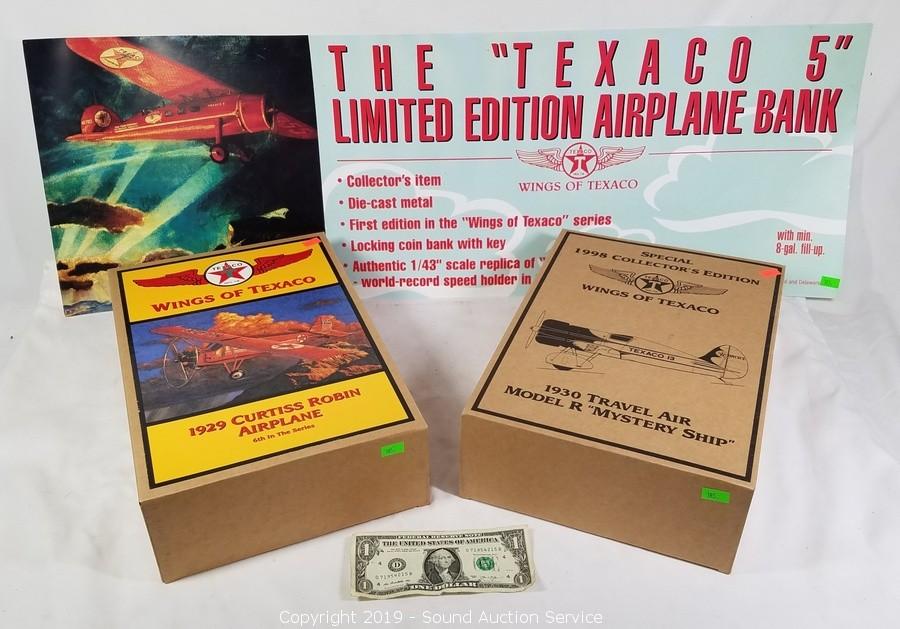 THE "TEXACO 5"
LIMITED EDITION AIRPLANE BANK
TEXACO
WINGS OF TEXACO
• Collector's item
• Die-cast metal
• First edition in the "Wings of Texaco" series
• Locking coin bank with key
• Authentic 1/43" scale replica of "
- world-record speed holder in
with min.
8-gal. fill-up.
and Delaware
TEXACO
WINGS OF TEXACO
1929 CURTISS ROBIN
AIRPLANE
6th In The Series
SPECIAL
1998 COLLECTOR'S EDITION
TEXACO
WINGS OF TEXACO
TEXACO 13
1930 TRAVEL AIR
MODEL R "MYSTERY SHIP"
185
FEDERAL RESERVE NOTE
THE UNITED STATES OF AMERICA
D
ONE DOLLAR
Copyright 2019 - Sound Auction Service